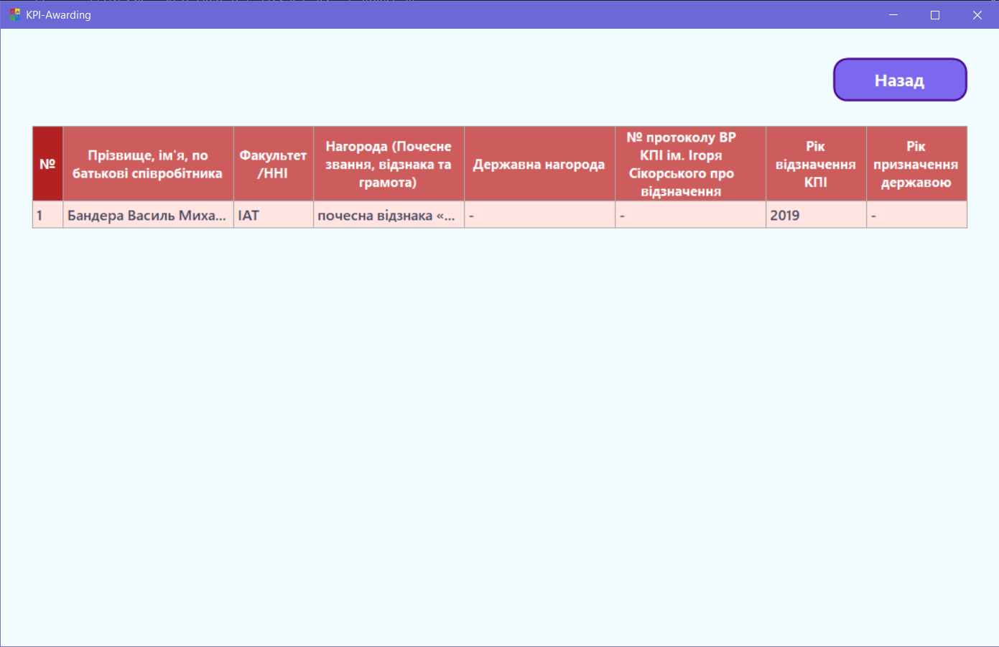 KPI-Awarding
Назад
№
Прізвище, ім'я, по
батькові співробітника
Факультет
/ННІ
Нагорода (Почесне
звання, відзнака та
грамота)
Державна нагорода
№ протоколу ВР
КПІ ім. Ігоря
Сікорського про
відзначення
Рік
відзначення
КПІ
Рік
призначення
державою
1
Бандера Василь Миха...
ІАТ
почесна відзнака «...
-
-
2019
-